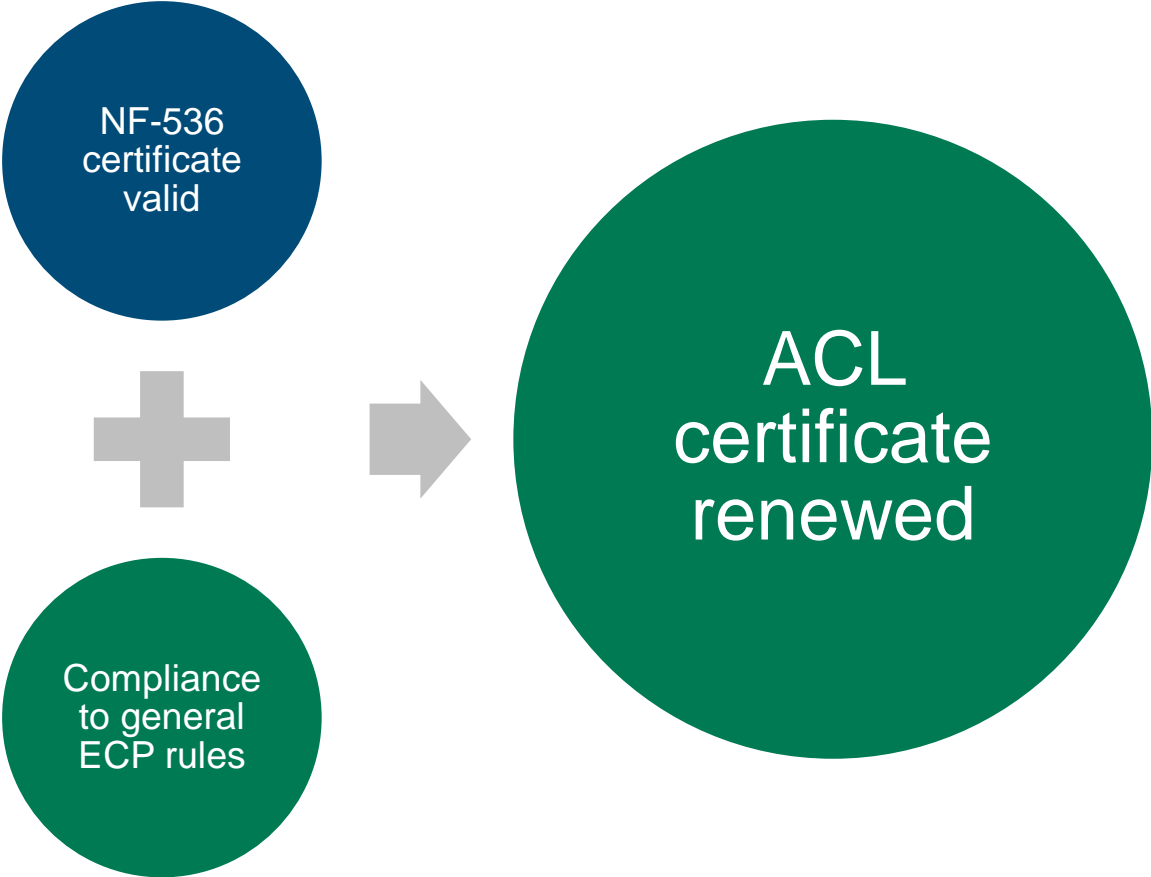 NF-536
certificate
valid
Compliance
to general
ECP rules
ACL
certificate
renewed